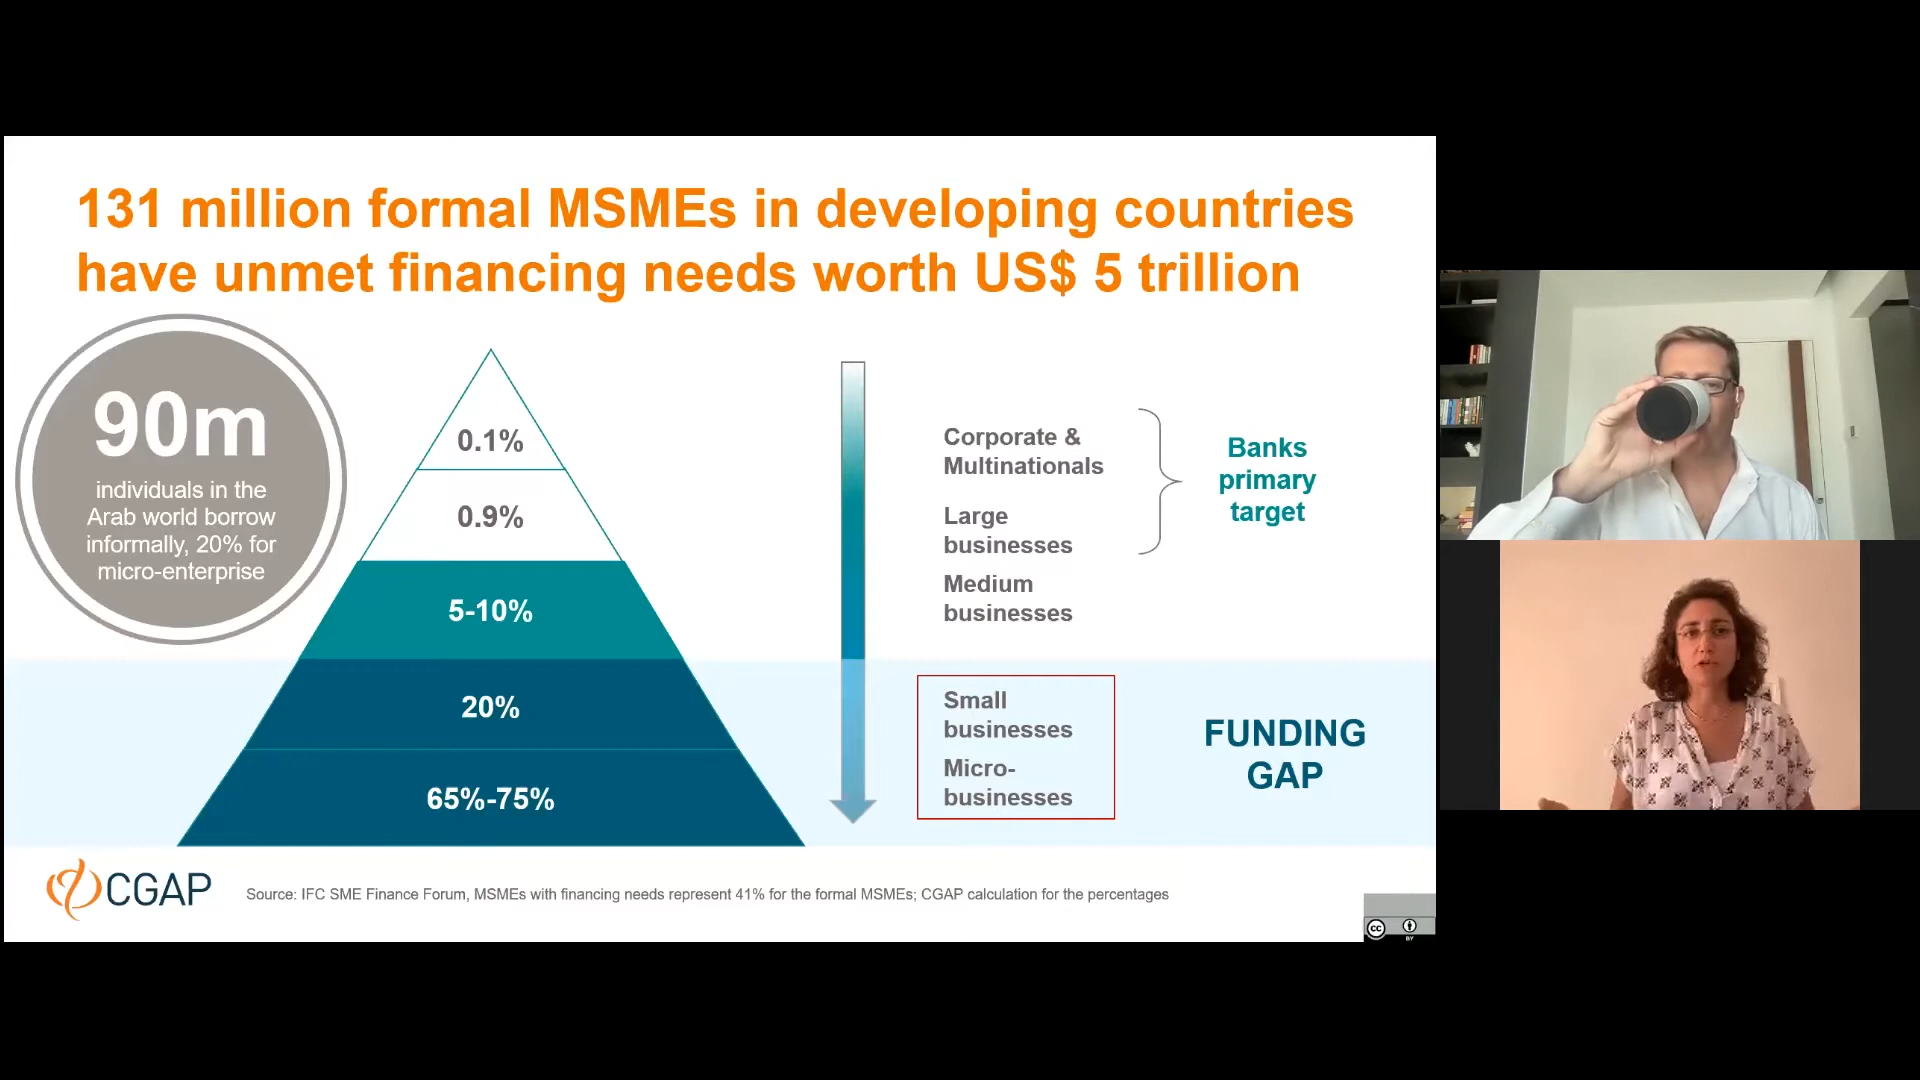 131 million formal MSMEs in developing countries
have unmet financing needs worth US$ 5 trillion
90m
individuals in the
Arab world borrow
informally, 20% for
micro-enterprise
0.1%
0.9%
5-10%
20%
65%-75%
Corporate &
Multinationals
Large
businesses
Medium
businesses
Small
businesses
Micro-
businesses
Banks
primary
target
FUNDING
GAP
CGAP
Source: IFC SME Finance Forum, MSMEs with financing needs represent 41% for the formal MSMEs; CGAP calculation for the percentages
cc
BY